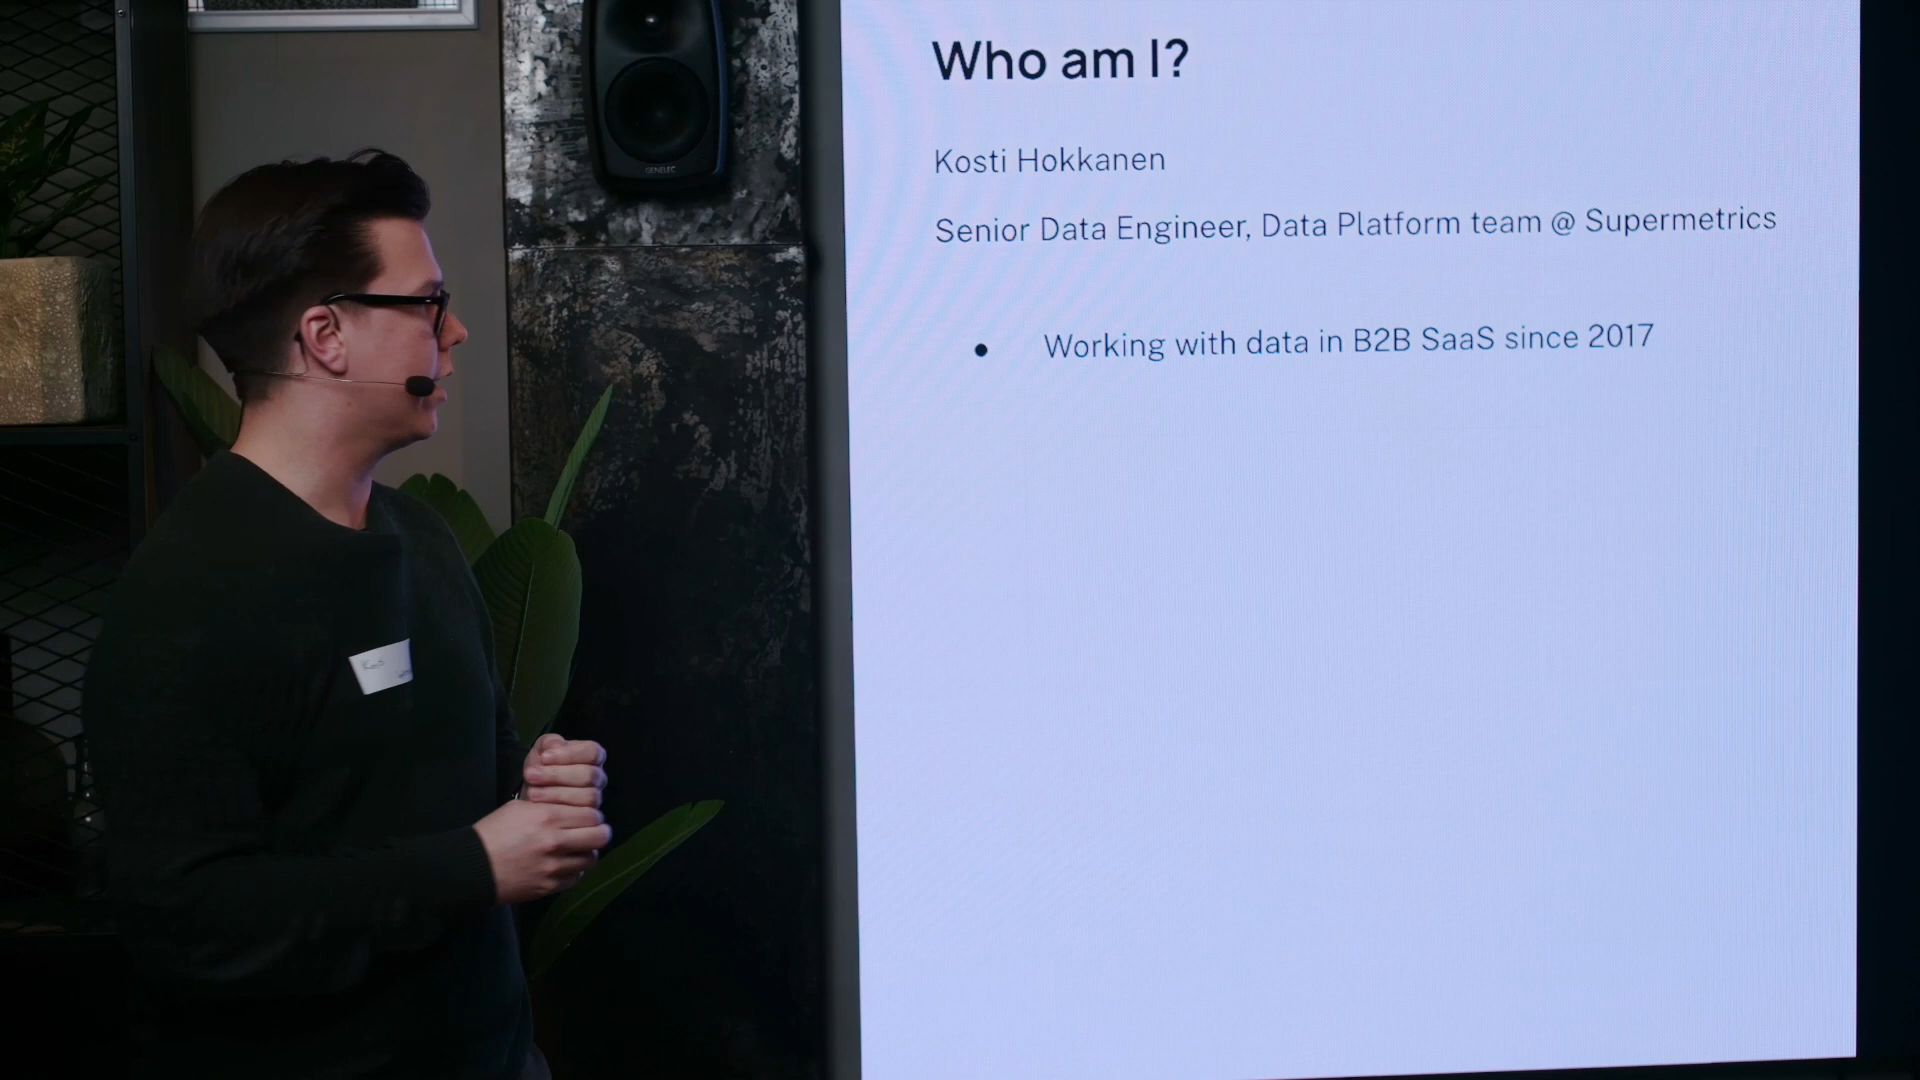 Who am I?
Kosti Hokkanen
Senior Data Engineer, Data Platform team @ Supermetrics
• Working with data in B2B SaaS since 2017
GENELEC